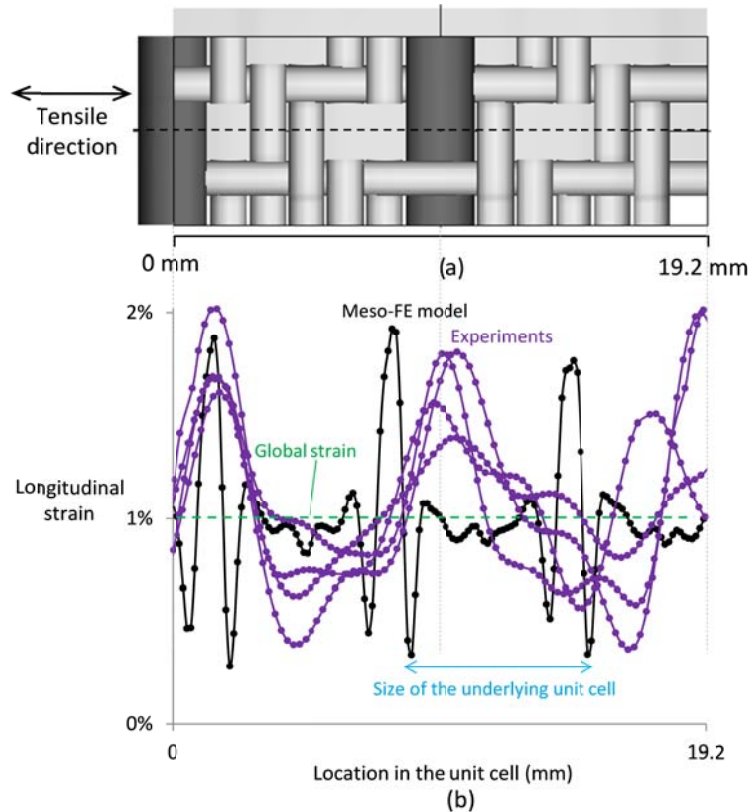 Tensile
direction
0 mm
(a)
19.2 mm
2%
Meso-FE model
Experiments
Global strain
Longitudinal
strain
1%
Size of the underlying unit cell
0%
0
19.2
Location in the unit cell (mm)
(b)